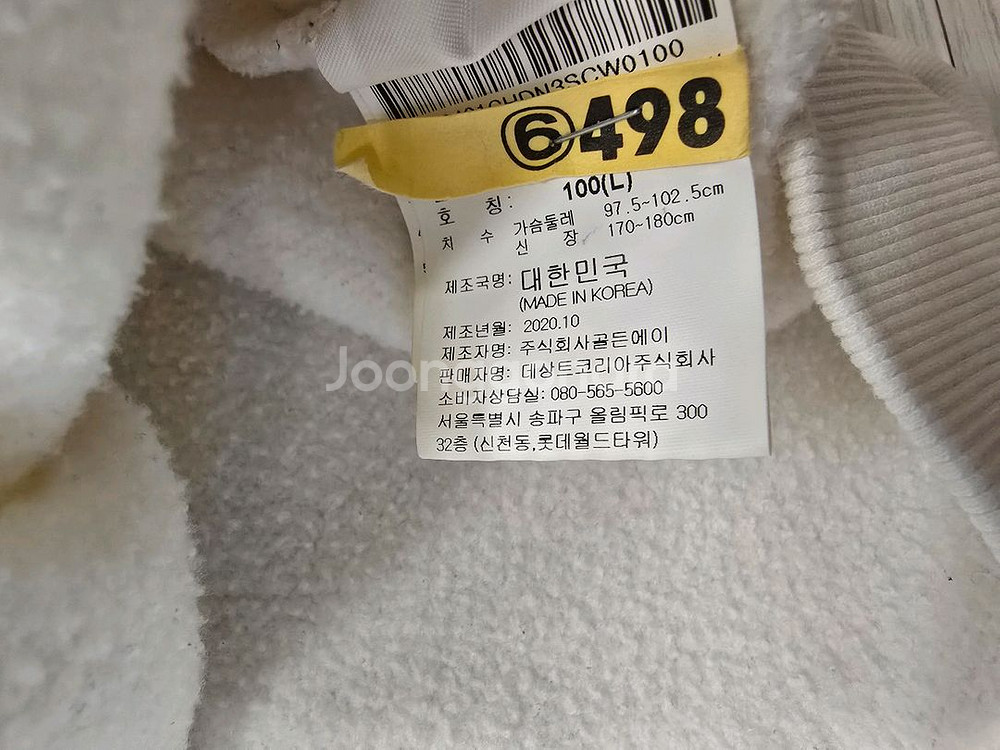 3SCW0100
⑥498
호 칭: 100(L)
치 수 가슴둘레 97.5~102.5cm
신 장 170~180cm
제조국명: 대한민국
(MADE IN KOREA)
제조년월: 2020.10
제조자명: 주식회사골든에이
판매자명: 데상트코리아주식회사
소비자상담실: 080-565-5600
서울특별시 송파구 올림픽로 300
32층 (신천동,롯데월드타워)